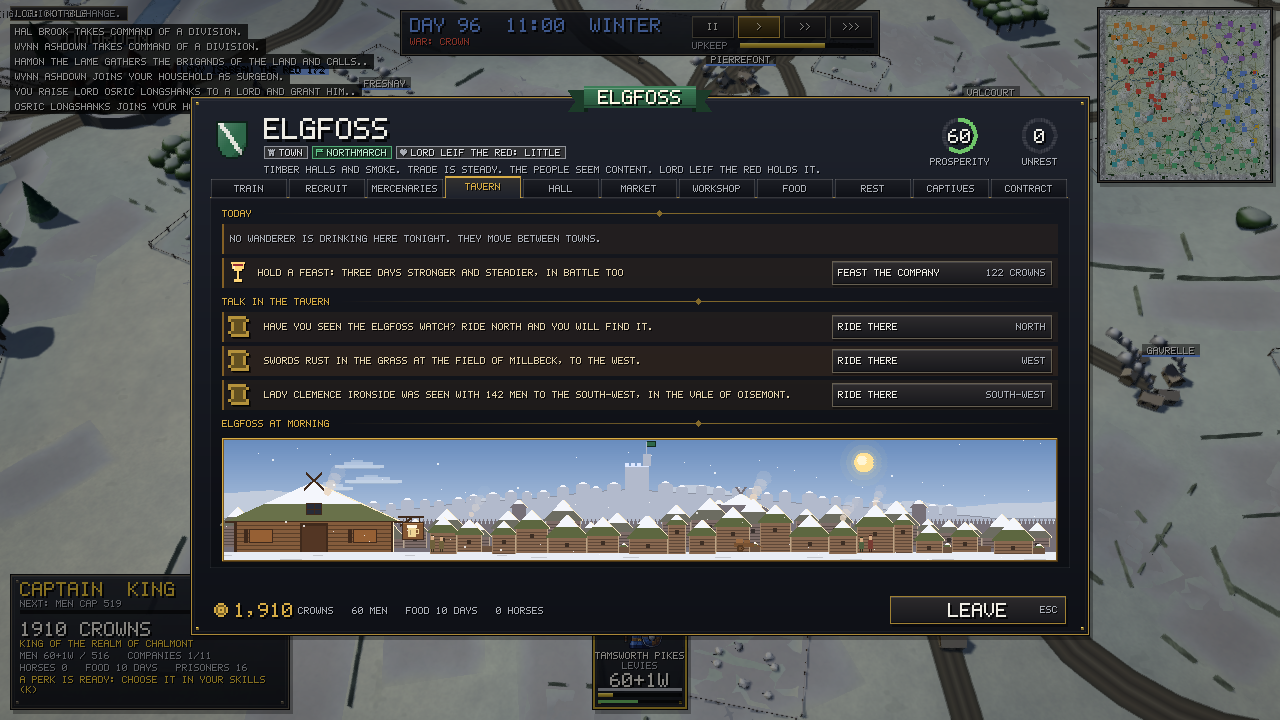 LOG: NOTABLE
HAL BROOK TAKES COMMAND OF A DIVISION.
WYNN ASHDOWN TAKES COMMAND OF A DIVISION.
THE LAME GATHERS THE BRIGANDS OF THE LAND AND CALLS..
ASHDOWN JOINS YOUR HOUSEHOLD AS SURGEON.
YOU RAISE LORD OSRIC LONGSHANKS TO A LORD AND GRANT HIM..
OSRIC LONGSHANKS JOINS YOUR
DAY 96 11:00 WINTER
WAR: CROWN
II > >> >>>
UPKEEP
PIERREFONT
FRESNAY
VALCOURT
GAVRELLE
ELGFOSS
ELGFOSS
TOWN NORTHMARCH LORD LEIF THE RED: LITTLE
TIMBER HALLS AND SMOKE. TRADE IS STEADY. THE PEOPLE SEEM CONTENT. LORD LEIF THE RED HOLDS IT.
60 PROSPERITY
0 UNREST
TRAIN RECRUIT MERCENARIES TAVERN HALL MARKET WORKSHOP FOOD REST CAPTIVES CONTRACT
TODAY
NO WANDERER IS DRINKING HERE TONIGHT. THEY MOVE BETWEEN TOWNS.
HOLD A FEAST: THREE DAYS STRONGER AND STEADIER, IN BATTLE TOO
FEAST THE COMPANY 122 CROWNS
TALK IN THE TAVERN
HAVE YOU SEEN THE ELGFOSS WATCH? RIDE NORTH AND YOU WILL FIND IT.
RIDE THERE NORTH
SWORDS RUST IN THE GRASS AT THE FIELD OF MILLBECK, TO THE WEST.
RIDE THERE WEST
LADY CLEMENCE IRONSIDE WAS SEEN WITH 142 MEN TO THE SOUTH-WEST, IN THE VALE OF OISEMONT.
RIDE THERE SOUTH-WEST
ELGFOSS AT MORNING
1,910 CROWNS 60 MEN FOOD 10 DAYS 0 HORSES
LEAVE ESC
CAPTAIN KING
NEXT: MEN CAP 519
1910 CROWNS
KING OF THE REALM OF CHALMONT
MEN 60+1W / 516 COMPANIES 1/11
HORSES 0 FOOD 10 DAYS PRISONERS 16
A PERK IS READY: CHOOSE IT IN YOUR SKILLS
(K)
TAMSWORTH PIKES
LEVIES
60+1W